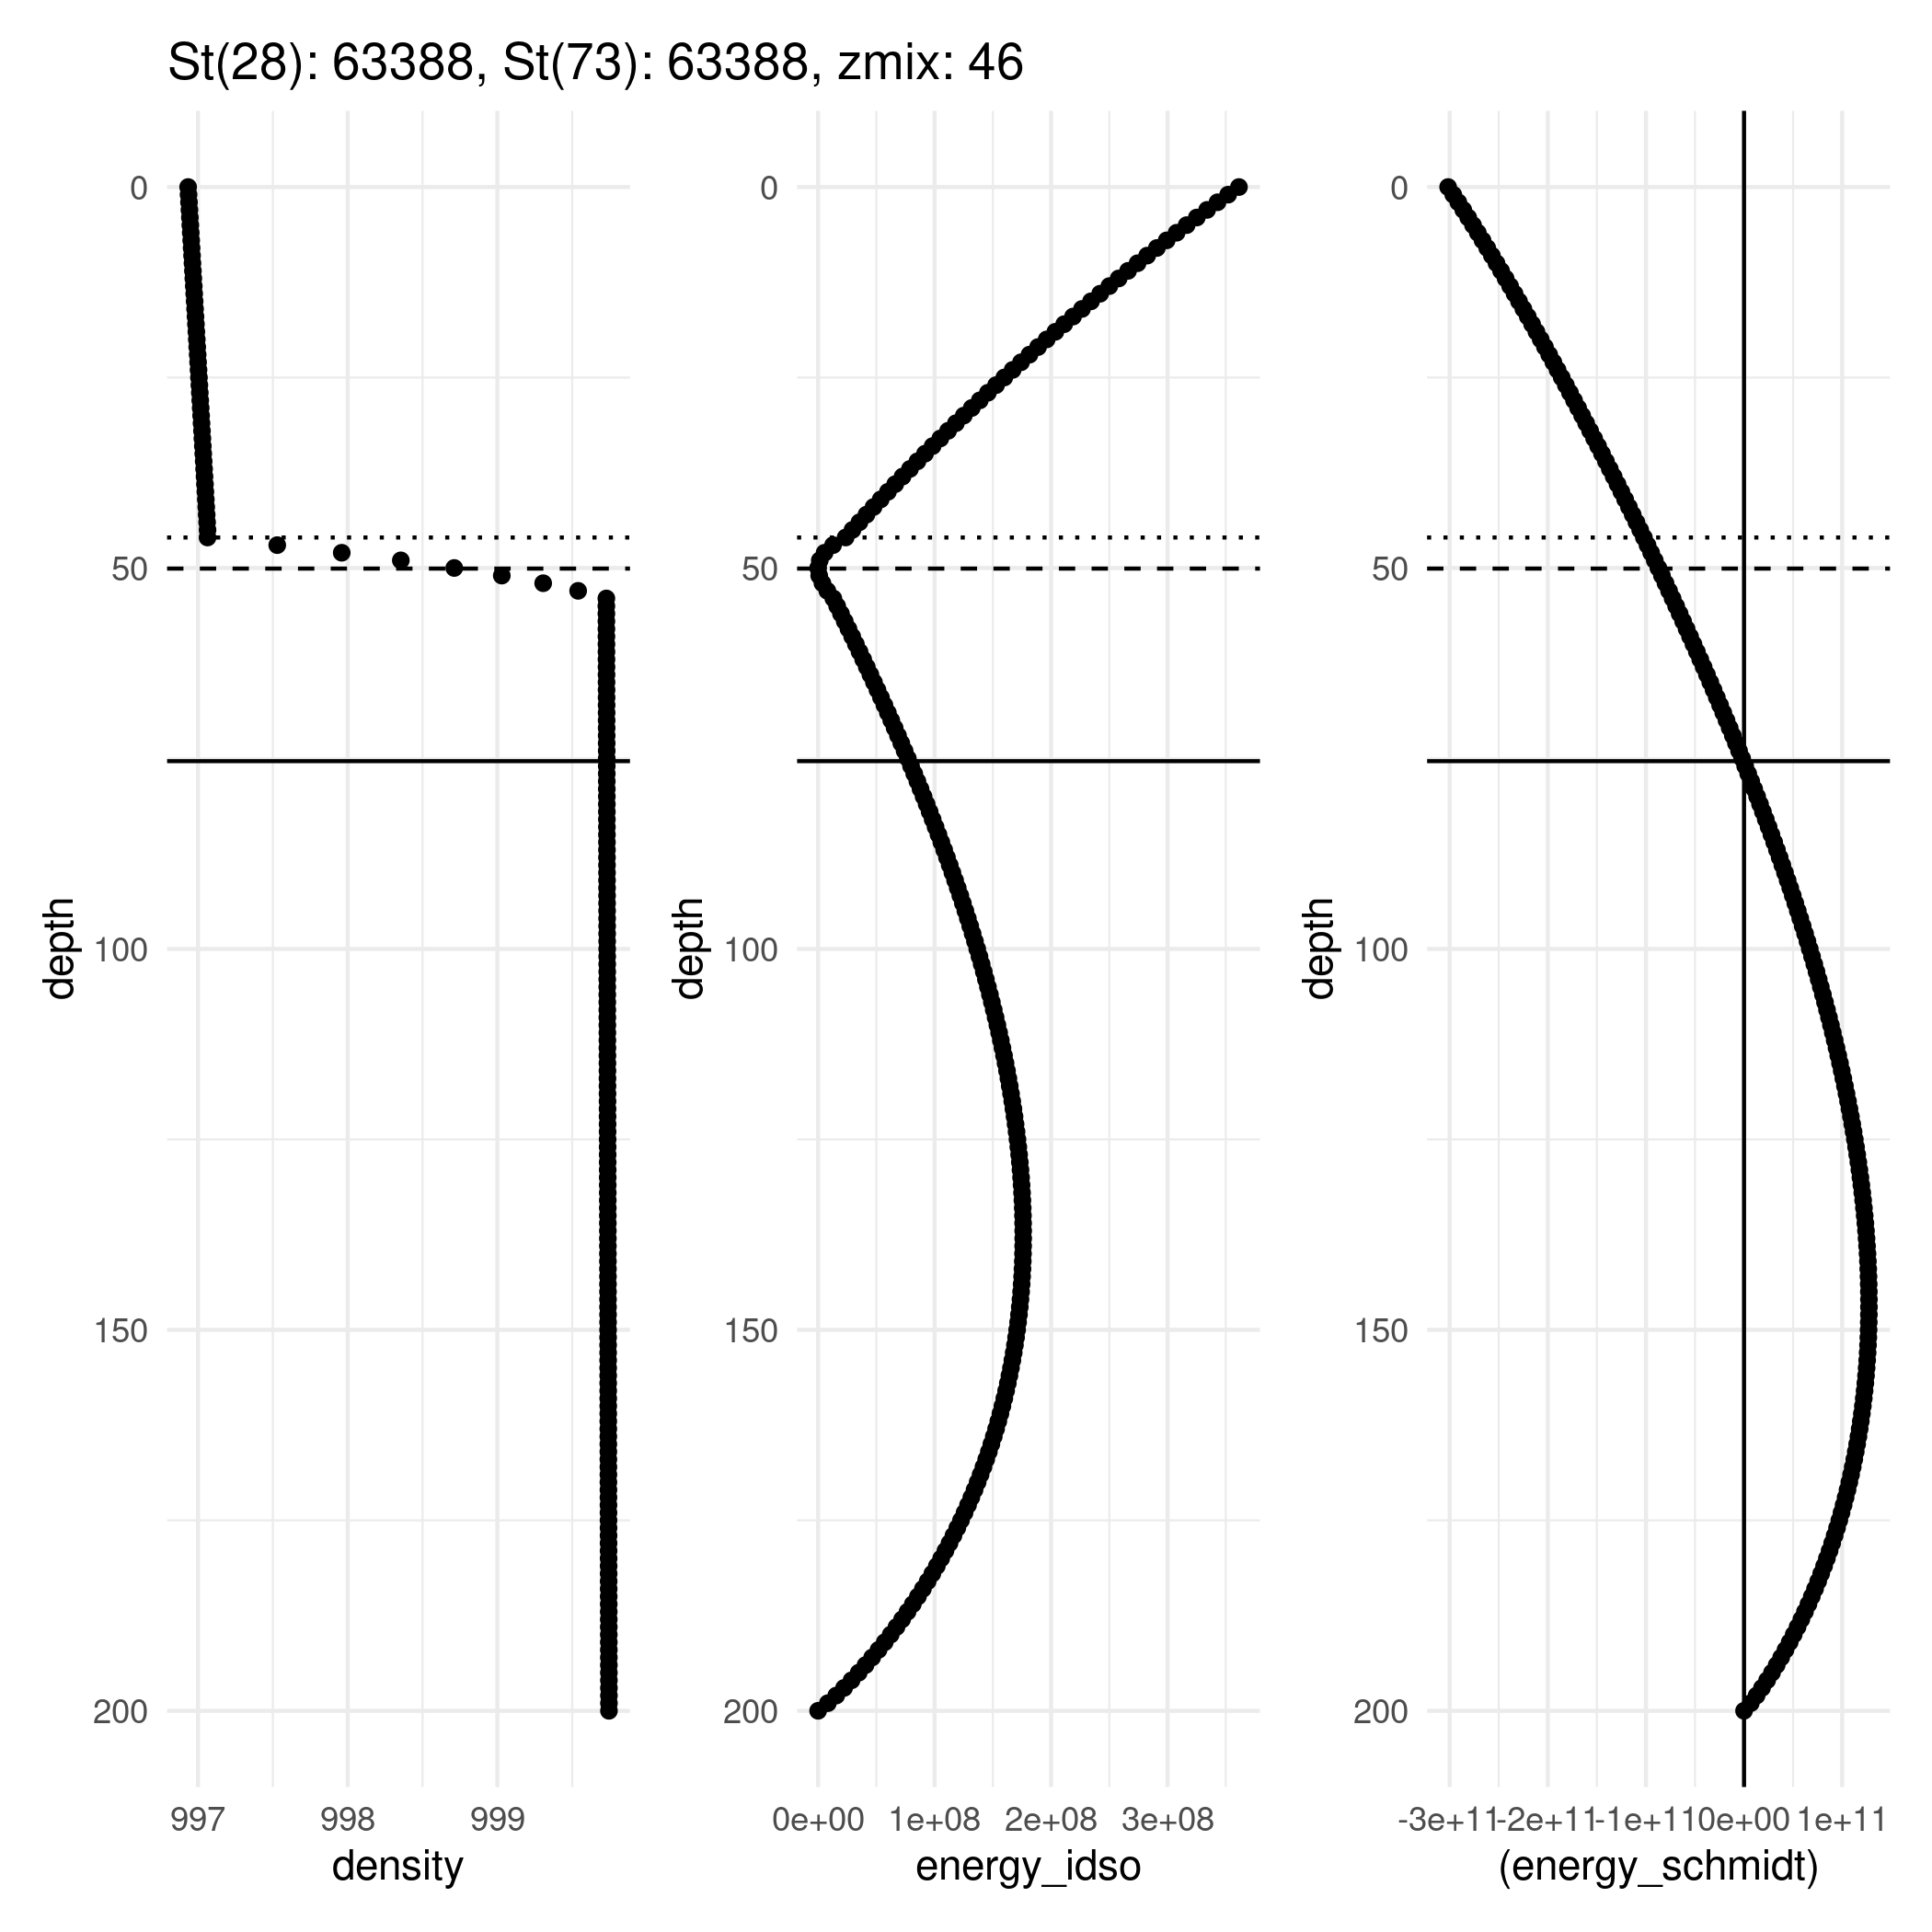 St(28): 63388, St(73): 63388, zmix: 46
0
50
100
150
200
depth
997
998
999
density
0
50
100
150
200
depth
0e+00
1e+08
2e+08
3e+08
energy_idso
0
50
100
150
200
depth
-3e+11
-2e+11
-1e+11
0e+00
1e+11
(energy_schmidt)